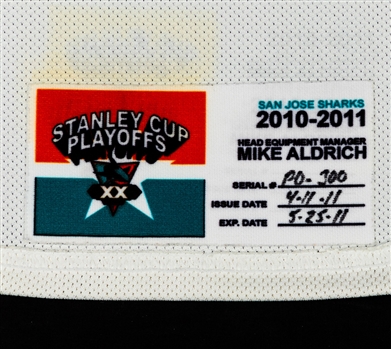 STANLEY CUP
PLAYOFFS
XX
SAN JOSE SHARKS
2010-2011
HEAD EQUIPMENT MANAGER
MIKE ALDRICH
SERIAL # PO-300
ISSUE DATE 4-11-11
EXP. DATE 5-25-11